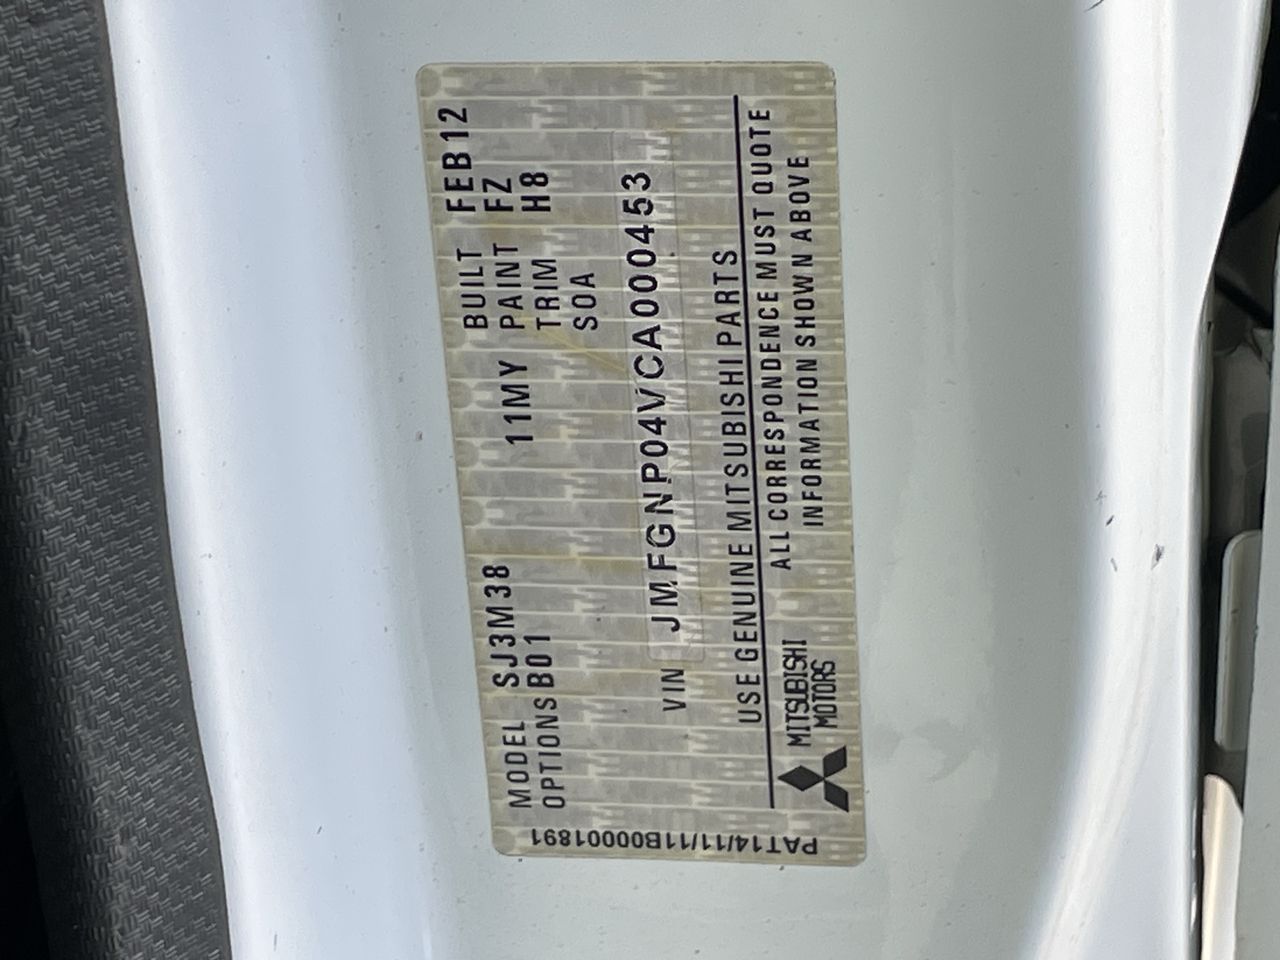 MODEL SJ3M38 BUILT FEB12
OPTIONS B01 11MY PAINT FZ
TRIM H8
SOA
VIN JMFGNP04VCA000453
USE GENUINE MITSUBISHI PARTS
MITSUBISHI MOTORS
ALL CORRESPONDENCE MUST QUOTE
INFORMATION SHOWN ABOVE
PAT14/11/11B00001891